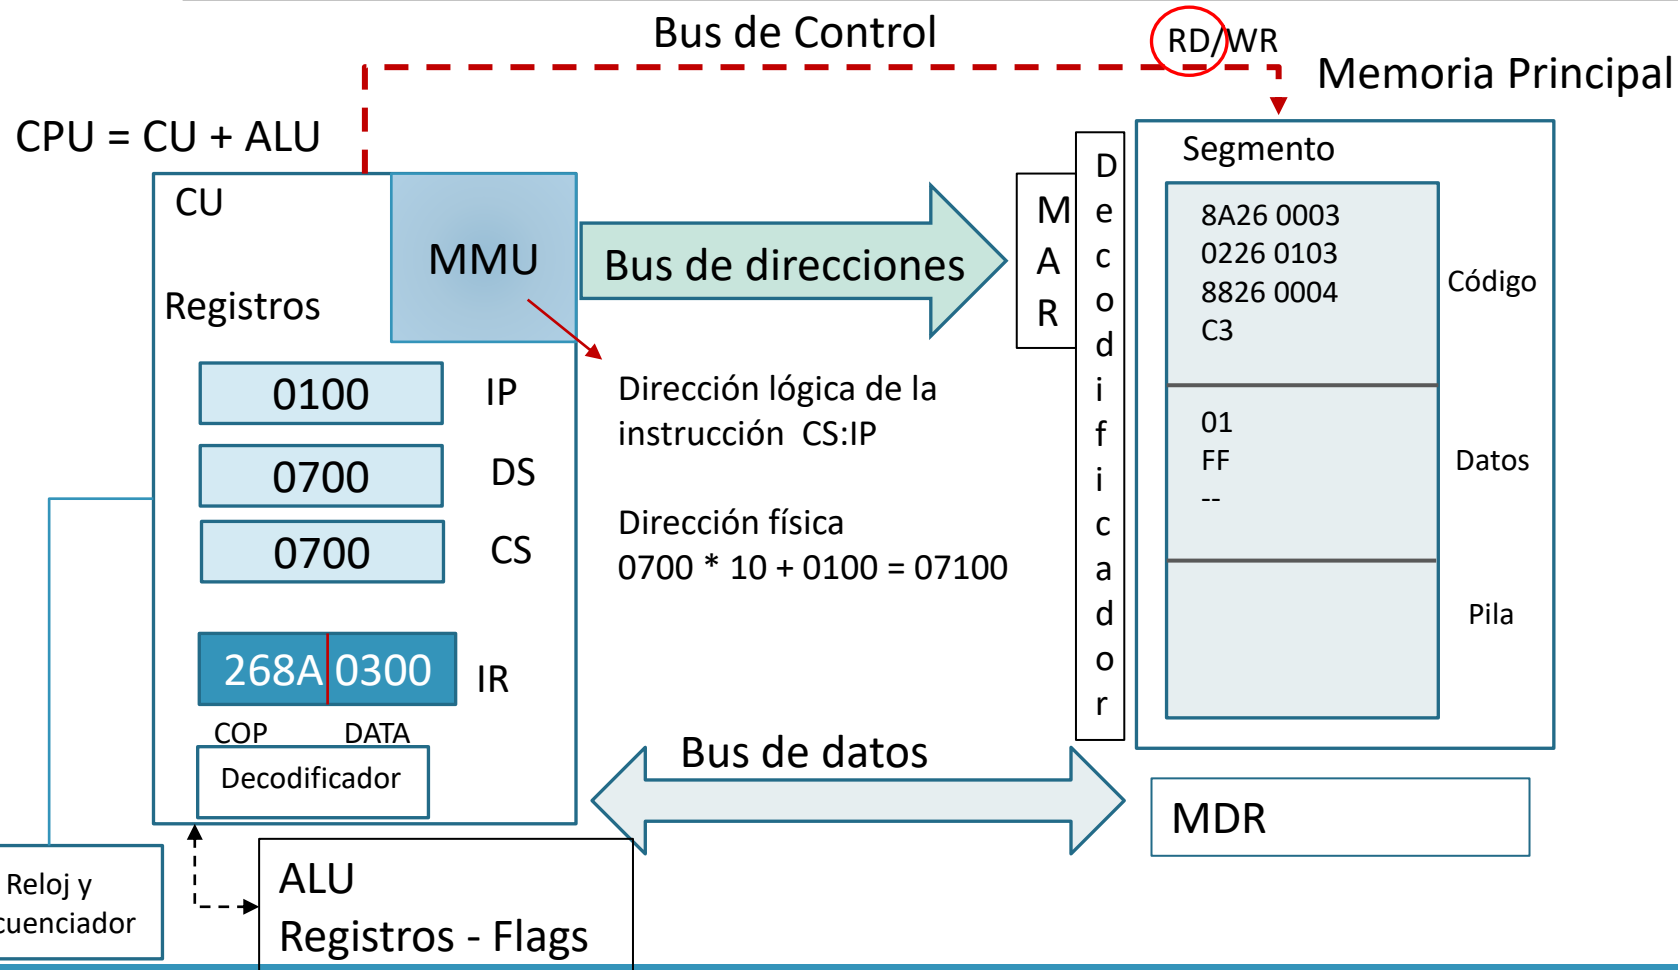 Bus de Control
RD/WR
Memoria Principal
CPU = CU + ALU
CU
MMU
Registros
0100 IP
0700 DS
0700 CS
268A 0300 IR
COP DATA
Decodificador
Bus de direcciones
MAR
Decodificador
Dirección lógica de la
instrucción CS:IP
Dirección física
0700 * 10 + 0100 = 07100
Segmento
8A26 0003
0226 0103
8826 0004
C3
Código
01
FF
--
Datos
Pila
Bus de datos
MDR
Reloj y
cuenciador
ALU
Registros - Flags